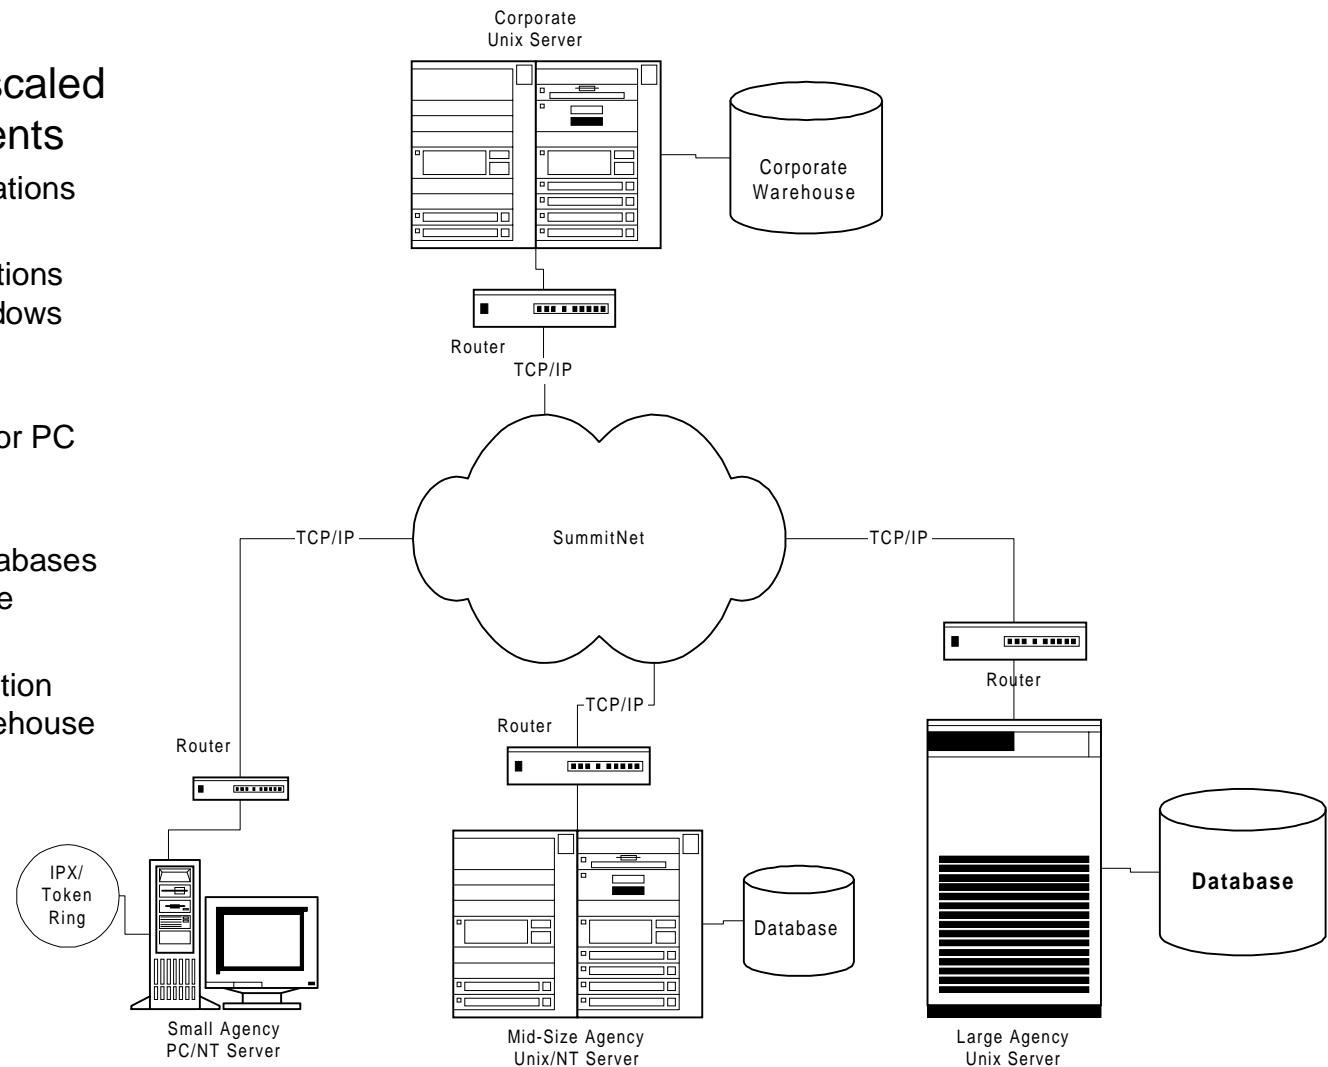 scaled
ents
ations
tions
dows
or PC
abases
e
tion
ehouse
Corporate
Unix Server
Corporate
Warehouse
Router
TCP/IP
TCP/IP
SummitNet
TCP/IP
Router
TCP/IP
Router
Router
IPX/
Token
Ring
Database
Database
Small Agency
PC/NT Server
Mid-Size Agency
Unix/NT Server
Large Agency
Unix Server